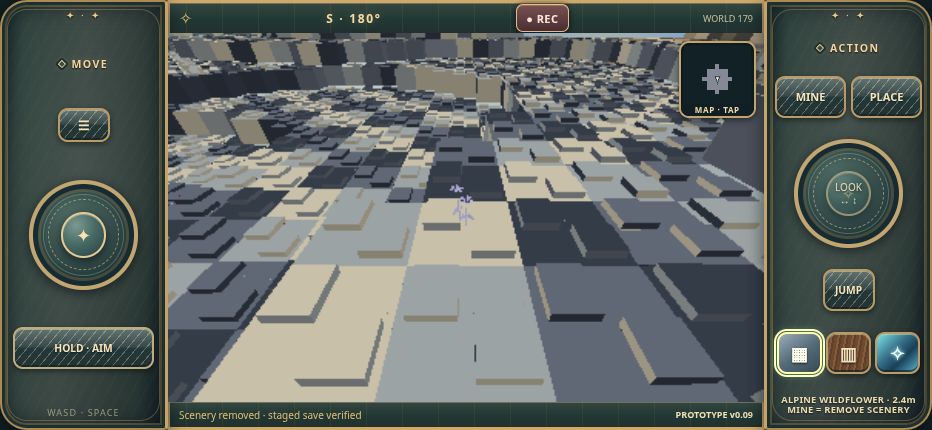 MOVE
☰
HOLD · AIM
WASD · SPACE
S · 180°
● REC
WORLD 179
MAP · TAP
Scenery removed · staged save verified
PROTOTYPE v0.09
ACTION
MINE
PLACE
LOOK
JUMP
ALPINE WILDFLOWER · 2.4m
MINE = REMOVE SCENERY